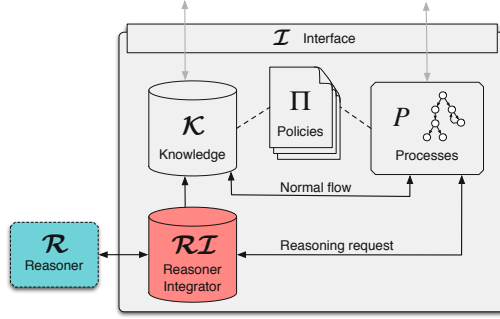 I Interface
K
Knowledge
Π
Policies
P
Processes
Normal flow
R
Reasoner
RI
Reasoner
Integrator
Reasoning request